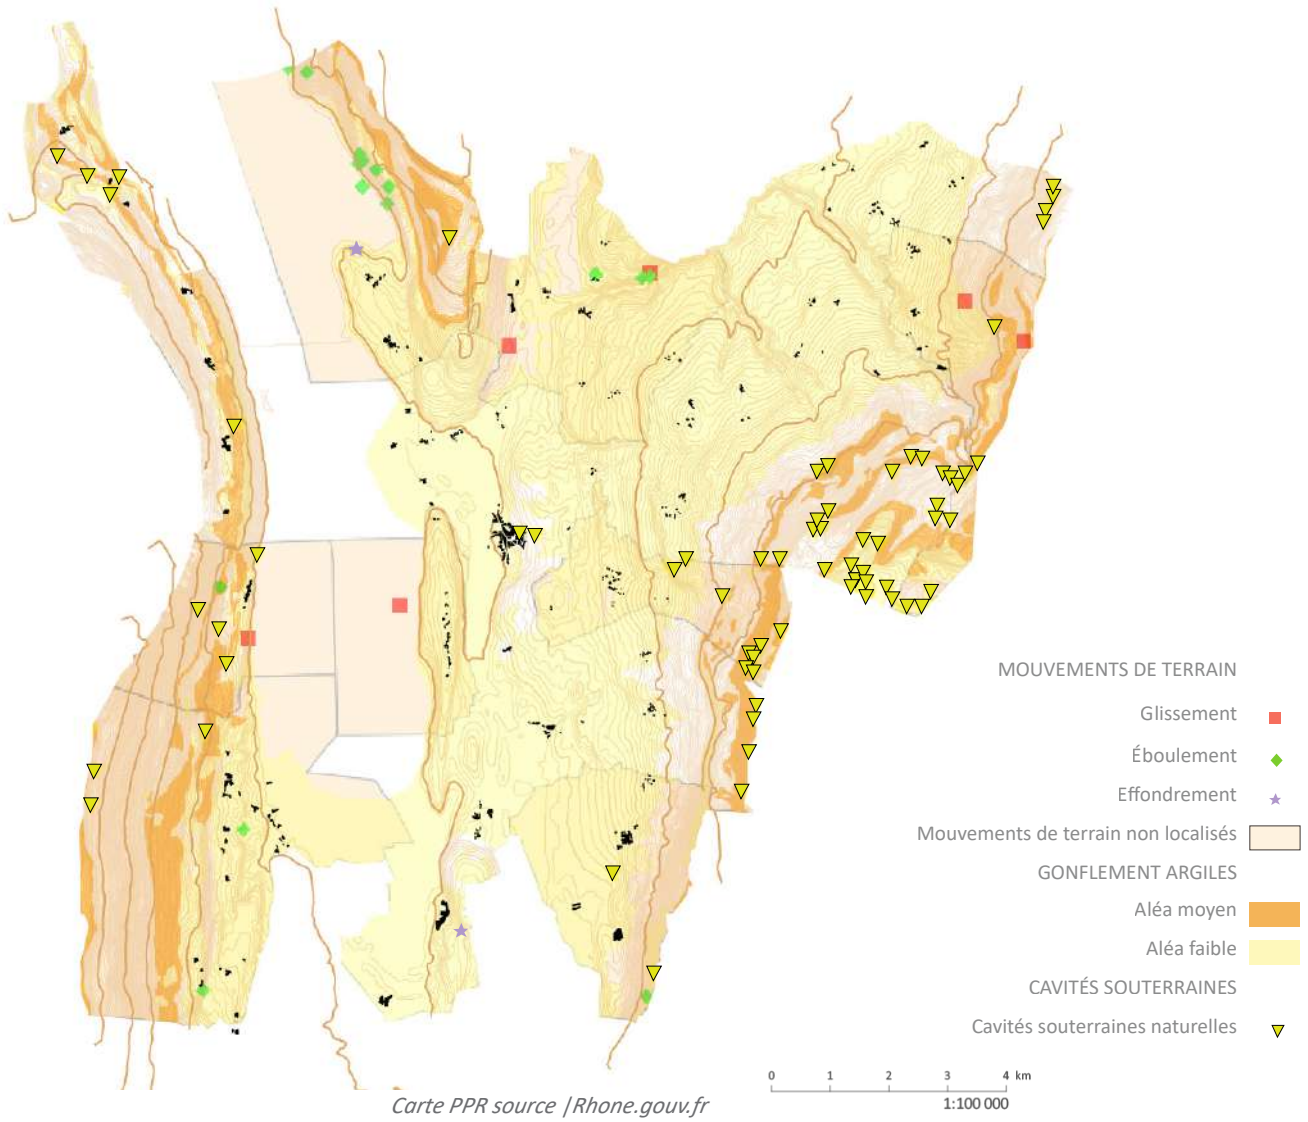 MOUVEMENTS DE TERRAIN
Glissement
Éboulement
Effondrement
Mouvements de terrain non localisés
GONFLEMENT ARGILES
Aléa moyen
Aléa faible
CAVITÉS SOUTERRAINES
Cavités souterraines naturelles
0 1 2 3 4 km
1:100 000
Carte PPR source |Rhone.gouv.fr